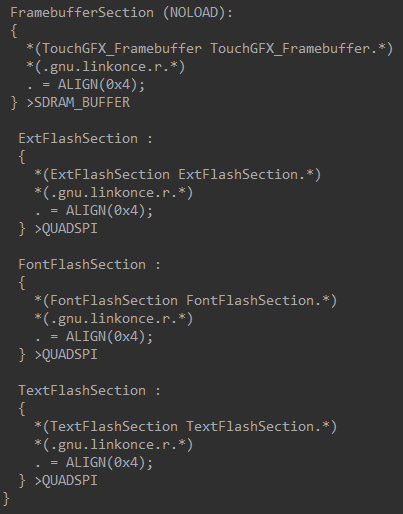 FramebufferSection (NOLOAD):
{
*(TouchGFX_Framebuffer TouchGFX_Framebuffer.*)
*(.gnu.linkonce.r.*)
. = ALIGN(0x4);
} >SDRAM_BUFFER
ExtFlashSection :
{
*(ExtFlashSection ExtFlashSection.*)
*(.gnu.linkonce.r.*)
. = ALIGN(0x4);
} >QUADSPI
FontFlashSection :
{
*(FontFlashSection FontFlashSection.*)
*(.gnu.linkonce.r.*)
. = ALIGN(0x4);
} >QUADSPI
TextFlashSection :
{
*(TextFlashSection TextFlashSection.*)
*(.gnu.linkonce.r.*)
. = ALIGN(0x4);
} >QUADSPI
}